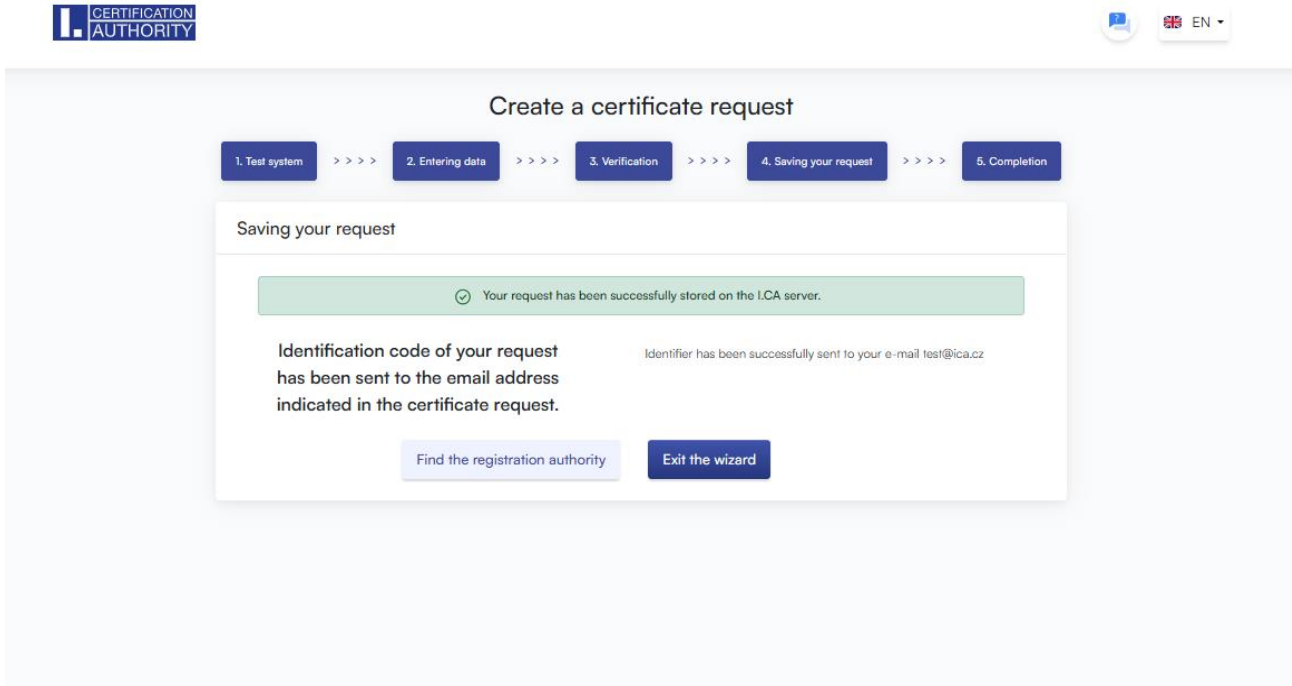 I. CERTIFICATION
AUTHORITY
?
EN
Create a certificate request
1. Test system > > > > 2. Entering data > > > > 3. Verification > > > > 4. Saving your request > > > > 5. Completion
Saving your request
Your request has been successfully stored on the I.CA server.
Identification code of your request
has been sent to the email address
indicated in the certificate request.
Identifier has been successfully sent to your e-mail test@ica.cz
Find the registration authority
Exit the wizard